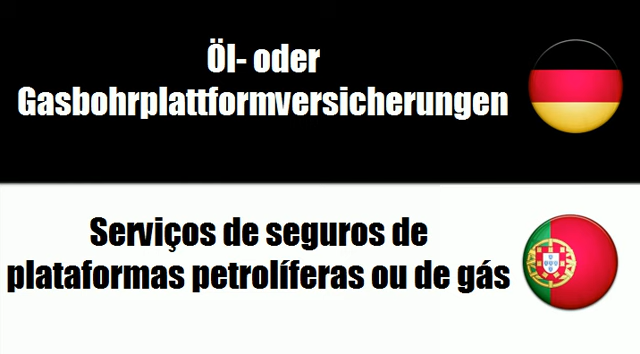 Öl- oder
Gasbohrplattformversicherungen
Serviços de seguros de
plataformas petrolíferas ou de gás